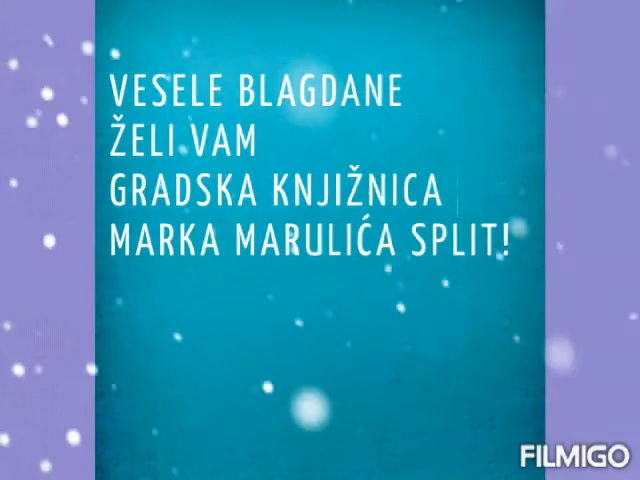 VESELE BLAGDANE
ŽELI VAM
GRADSKA KNJIŽNICA
MARKA MARULIĆA SPLIT!
FILMIGO